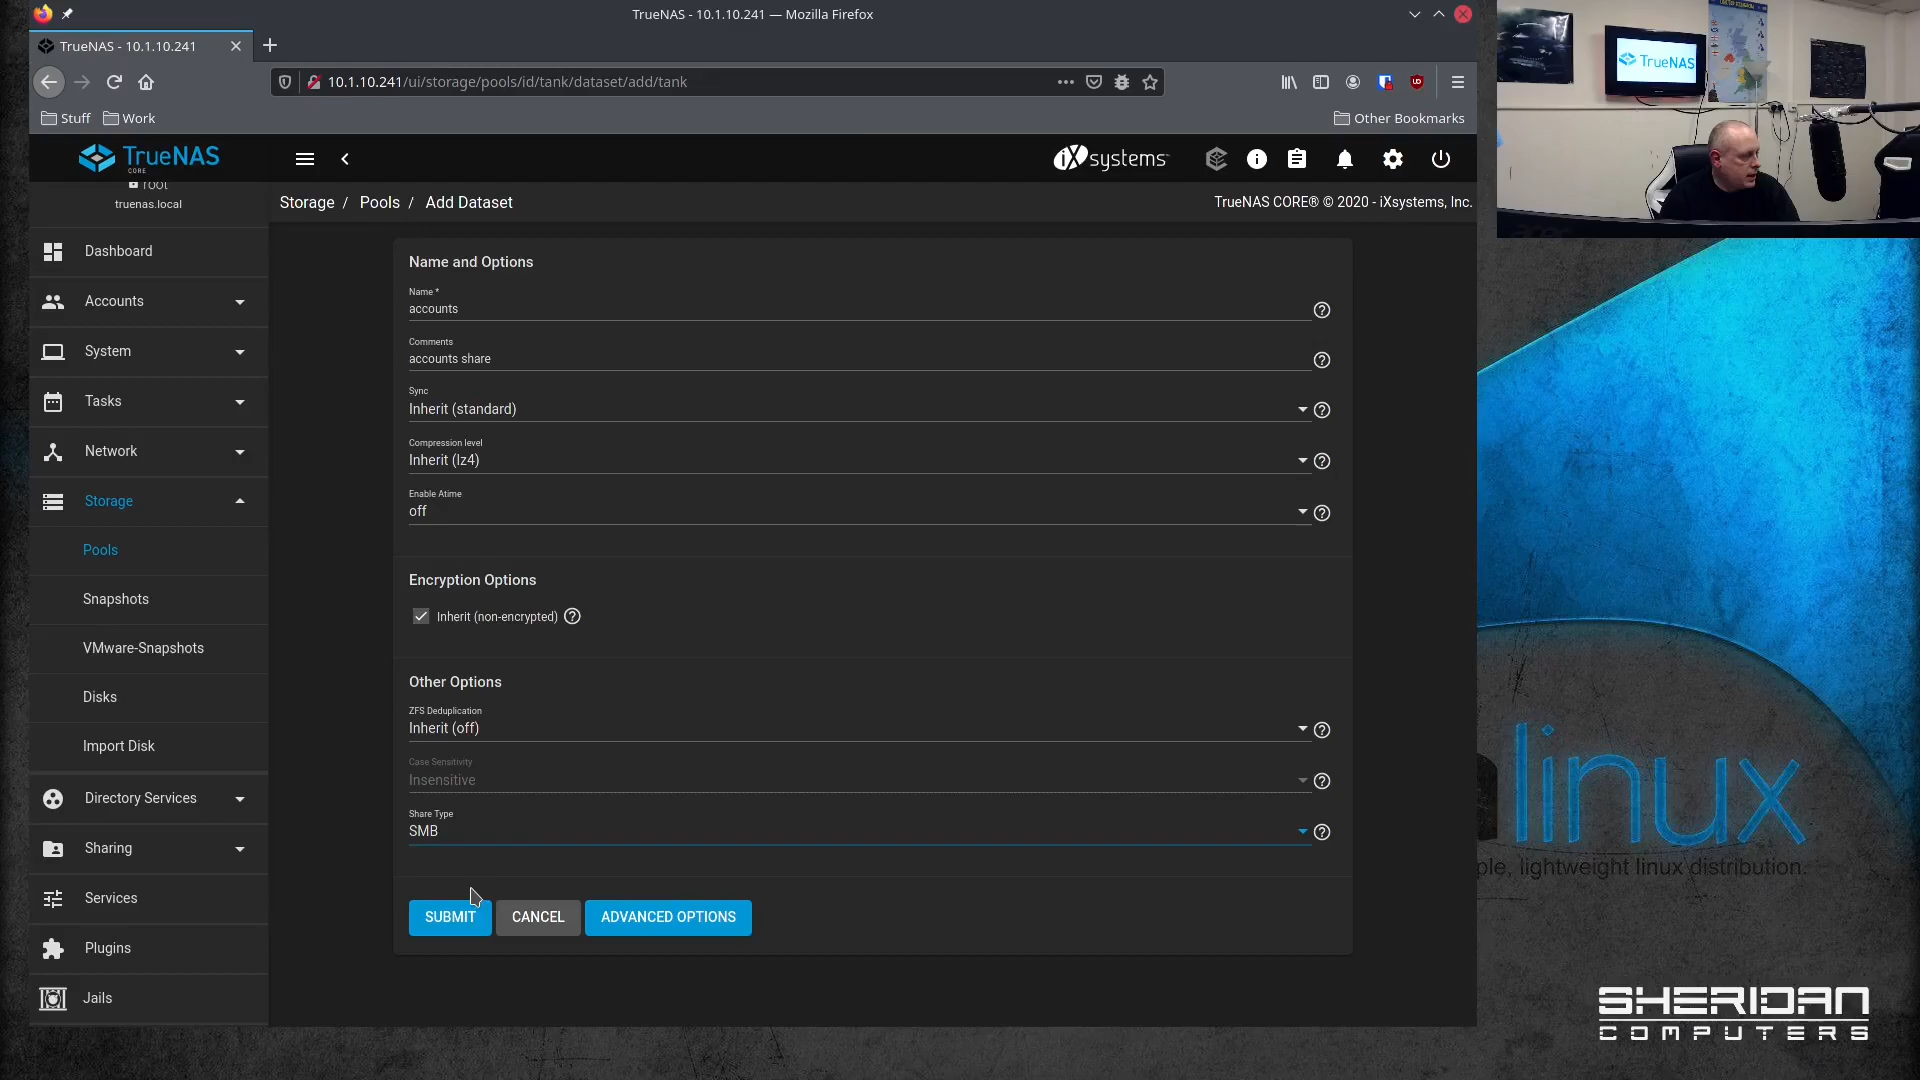 TrueNAS - 10.1.10.241 — Mozilla Firefox
TrueNAS - 10.1.10.241
10.1.10.241/ui/storage/pools/id/tank/dataset/add/tank
Stuff
Work
Other Bookmarks
TrueNAS
CORE
iXsystems
root
truenas.local
Storage / Pools / Add Dataset
TrueNAS CORE® © 2020 - iXsystems, Inc.
Dashboard
Accounts
System
Tasks
Network
Storage
Pools
Snapshots
VMware-Snapshots
Disks
Import Disk
Directory Services
Sharing
Services
Plugins
Jails
Name and Options
Name *
accounts
Comments
accounts share
Sync
Inherit (standard)
Compression level
Inherit (lz4)
Enable Atime
off
Encryption Options
Inherit (non-encrypted)
Other Options
ZFS Deduplication
Inherit (off)
Case Sensitivity
Insensitive
Share Type
SMB
SUBMIT
CANCEL
ADVANCED OPTIONS
TrueNAS
linux
ple, lightweight linux distribution.
SHERIDAN
COMPUTERS